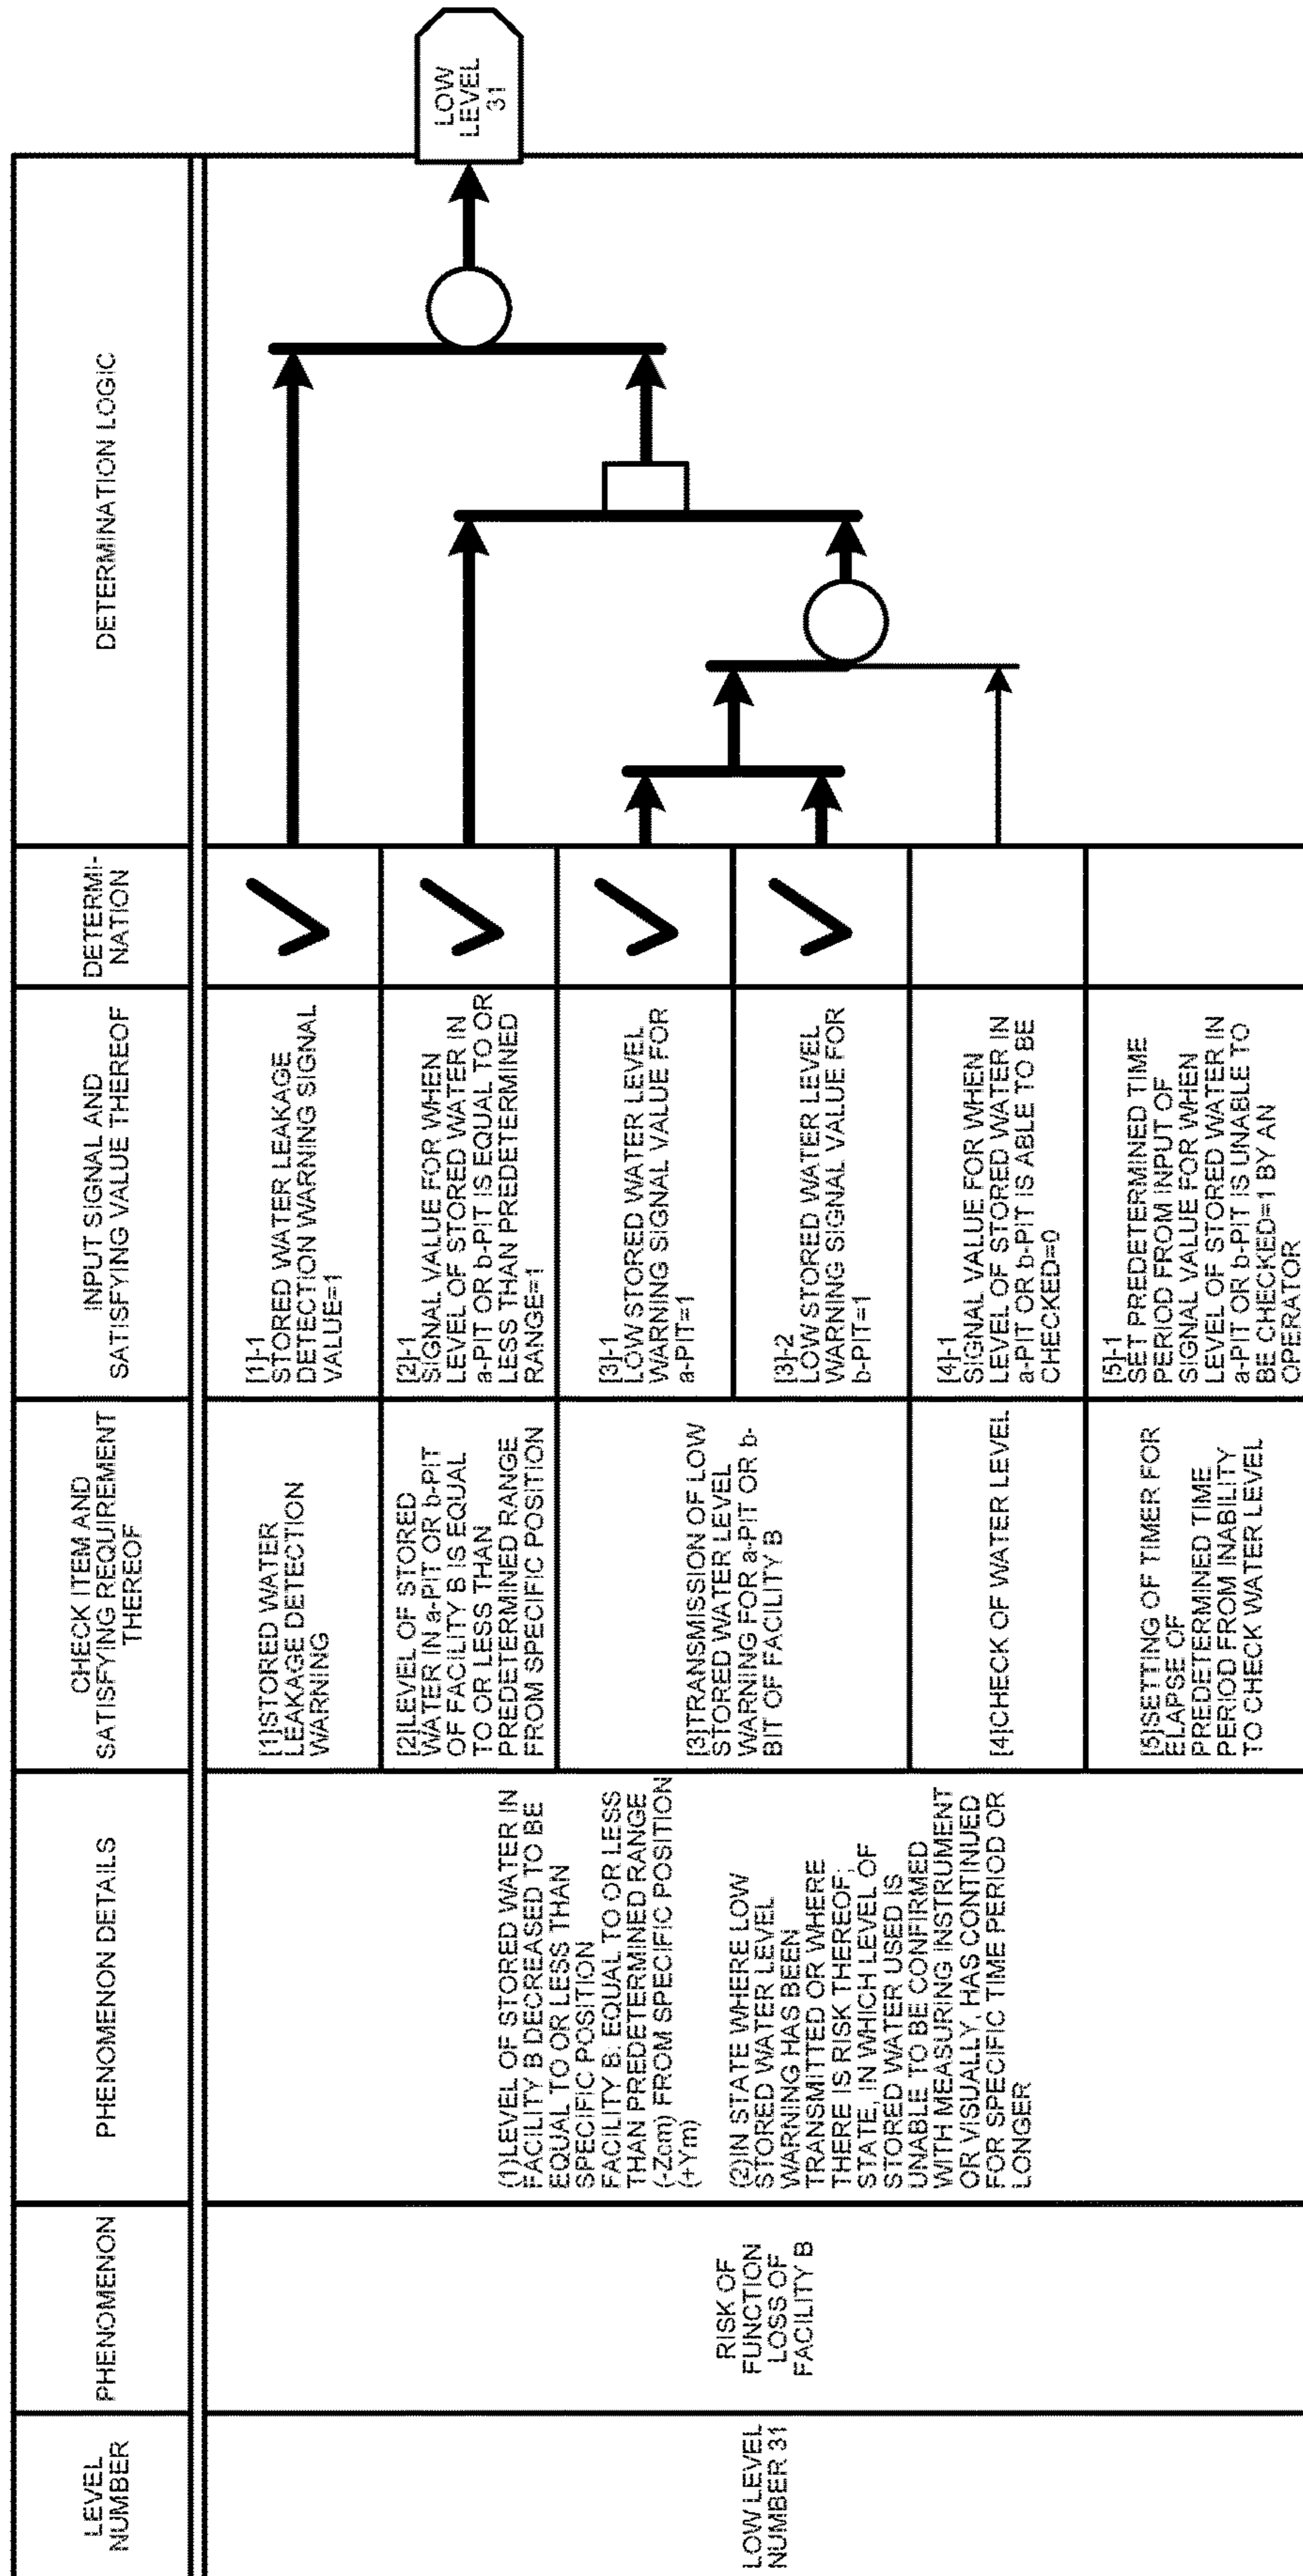 LEVEL
NUMBER
PHENOMENON
PHENOMENON DETAILS
CHECK ITEM AND
SATISFYING REQUIREMENT
THEREOF
INPUT SIGNAL AND
SATISFYING VALUE THEREOF
DETERMI-
NATION
DETERMINATION LOGIC
LOW LEVEL
NUMBER 31
RISK OF
FUNCTION
LOSS OF
FACILITY B
(1)LEVEL OF STORED WATER IN
FACILITY B DECREASED TO BE
EQUAL TO OR LESS THAN
SPECIFIC POSITION
FACILITY B: EQUAL TO OR LESS
THAN PREDETERMINED RANGE
(-Zcm) FROM SPECIFIC POSITION
(+Ym)
(2)IN STATE WHERE LOW
STORED WATER LEVEL
WARNING HAS BEEN
TRANSMITTED OR WHERE
THERE IS RISK THEREOF,
STATE, IN WHICH LEVEL OF
STORED WATER USED IS
UNABLE TO BE CONFIRMED
WITH MEASURING INSTRUMENT
OR VISUALLY, HAS CONTINUED
FOR SPECIFIC TIME PERIOD OR
LONGER
[1]STORED WATER
LEAKAGE DETECTION
WARNING
[1]-1
STORED WATER LEAKAGE
DETECTION WARNING SIGNAL
VALUE=1
[2]LEVEL OF STORED
WATER IN a-PIT OR b-PIT
OF FACILITY B IS EQUAL
TO OR LESS THAN
PREDETERMINED RANGE
FROM SPECIFIC POSITION
[2]-1
SIGNAL VALUE FOR WHEN
LEVEL OF STORED WATER IN
a-PIT OR b-PIT IS EQUAL TO OR
LESS THAN PREDETERMINED
RANGE=1
[3]TRANSMISSION OF LOW
STORED WATER LEVEL
WARNING FOR a-PIT OR b-
BIT OF FACILITY B
[3]-1
LOW STORED WATER LEVEL
WARNING SIGNAL VALUE FOR
a-PIT=1
[3]-2
LOW STORED WATER LEVEL
WARNING SIGNAL VALUE FOR
b-PIT=1
[4]CHECK OF WATER LEVEL
[4]-1
SIGNAL VALUE FOR WHEN
LEVEL OF STORED WATER IN
a-PIT OR b-PIT IS ABLE TO BE
CHECKED=0
[5]SETTING OF TIMER FOR
ELAPSE OF
PREDETERMINED TIME
PERIOD FROM INABILITY
TO CHECK WATER LEVEL
[5]-1
SET PREDETERMINED TIME
PERIOD FROM INPUT OF
SIGNAL VALUE FOR WHEN
LEVEL OF STORED WATER IN
a-PIT OR b-PIT IS UNABLE TO
BE CHECKED=1 BY AN
OPERATOR
LOW
LEVEL
31